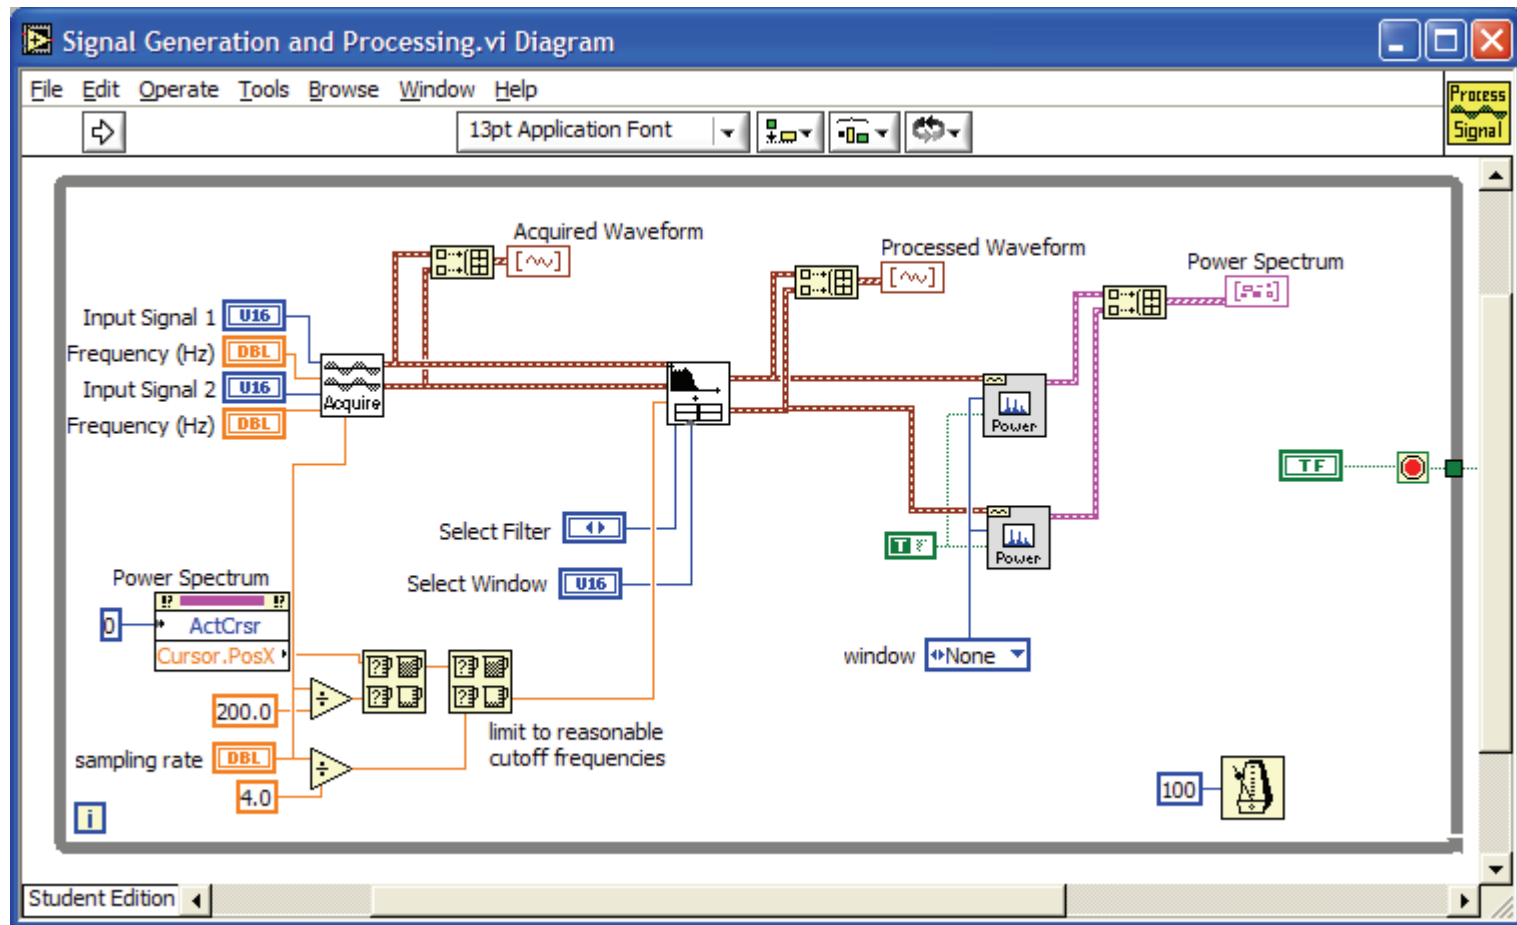 Signal Generation and Processing.vi Diagram
File Edit Operate Tools Browse Window Help
13pt Application Font
Process
Signal
Acquired Waveform
Processed Waveform
Power Spectrum
Input Signal 1 U16
Frequency (Hz) DBL
Input Signal 2 U16
Frequency (Hz) DBL
Acquire
Power
TF
Select Filter
T F
Power
Select Window U16
Power Spectrum
!? !?
0 ActCrsr
Cursor.PosX
window None
200.0
limit to reasonable
cutoff frequencies
sampling rate DBL
4.0
100
i
Student Edition